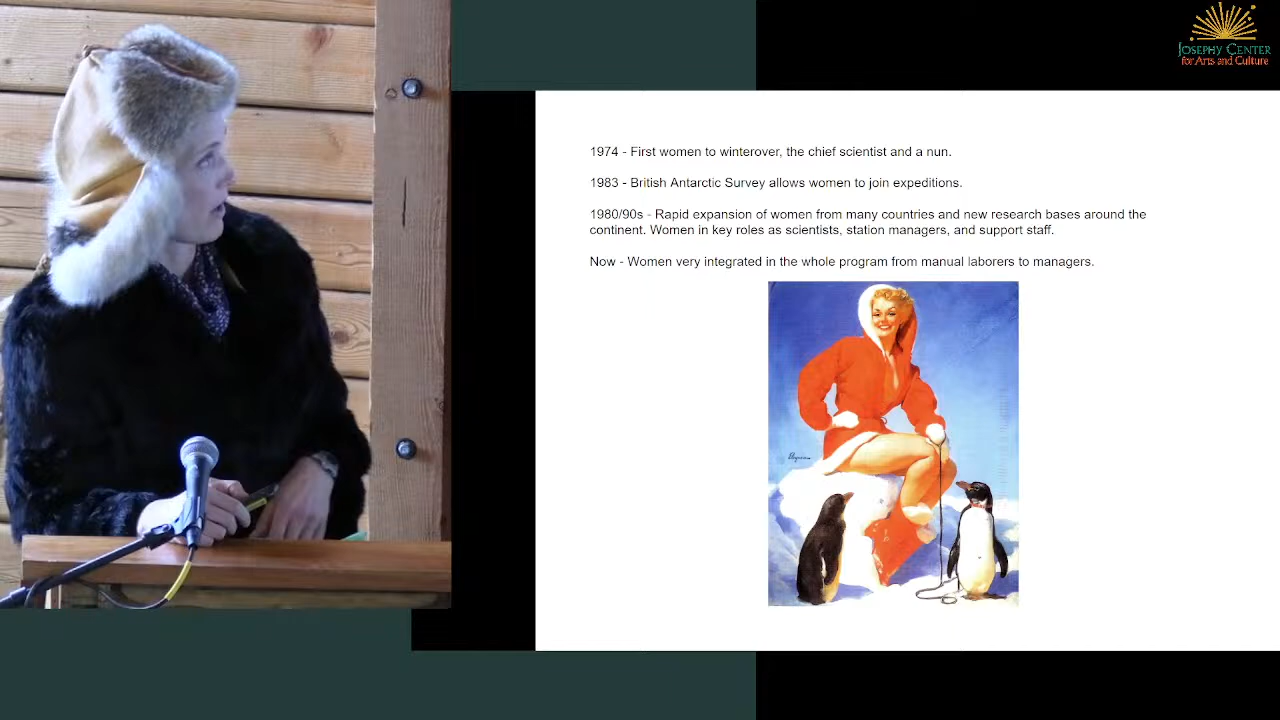 JOSEPHY CENTER
for Arts and Culture
1974 - First women to winterover, the chief scientist and a nun.
1983 - British Antarctic Survey allows women to join expeditions.
1980/90s - Rapid expansion of women from many countries and new research bases around the
continent. Women in key roles as scientists, station managers, and support staff.
Now - Women very integrated in the whole program from manual laborers to managers.